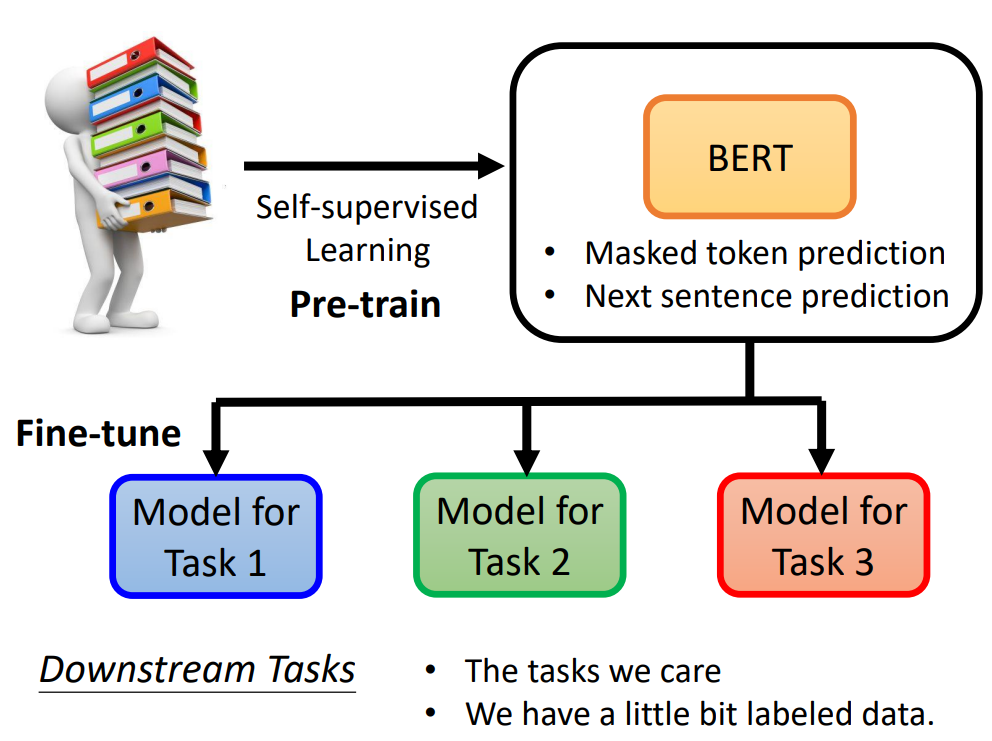 BERT
Self-supervised
Learning
Pre-train
• Masked token prediction
• Next sentence prediction
Fine-tune
Model for
Task 1
Model for
Task 2
Model for
Task 3
Downstream Tasks
• The tasks we care
• We have a little bit labeled data.